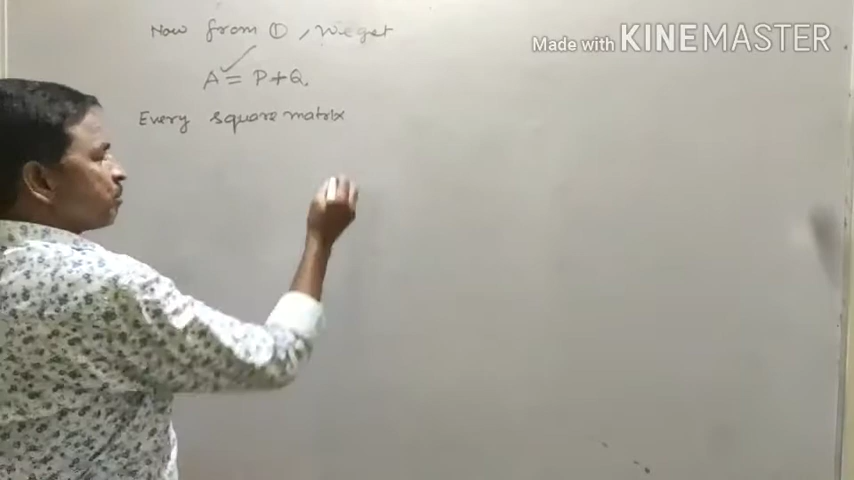 Now from ①, we get
A = P+Q.
Every square matrix
Made with KINEMASTER